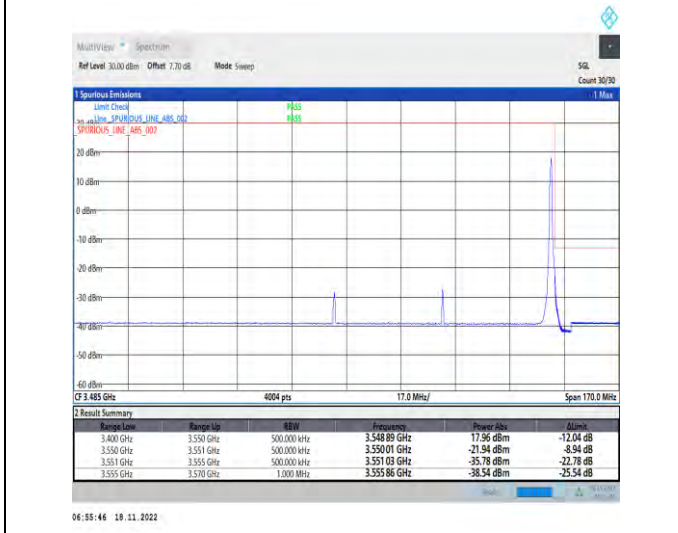 MultiView Spectrum
Ref Level 30.00 dBm Offset 7.70 dB Mode Sweep SGL
Count 30/30
1 Spurious Emissions 1 Max
Limit Check PASS
Line _SPURIOUS_LINE_ABS_002 PASS
_SPURIOUS_LINE_ABS_002
20 dBm
10 dBm
0 dBm
-10 dBm
-20 dBm
-30 dBm
-40 dBm
-50 dBm
-60 dBm
CF 3.485 GHz 4004 pts 17.0 MHz/ Span 170.0 MHz
2 Result Summary
Range Low Range Up RBW Frequency Power Abs ΔLimit
3.400 GHz 3.550 GHz 500.000 kHz 3.548 89 GHz 17.96 dBm -12.04 dB
3.550 GHz 3.551 GHz 500.000 kHz 3.550 01 GHz -21.94 dBm -8.94 dB
3.551 GHz 3.555 GHz 500.000 kHz 3.551 03 GHz -35.78 dBm -22.78 dB
3.555 GHz 3.570 GHz 1.000 MHz 3.555 86 GHz -38.54 dBm -25.54 dB
06:55:46 18.11.2022